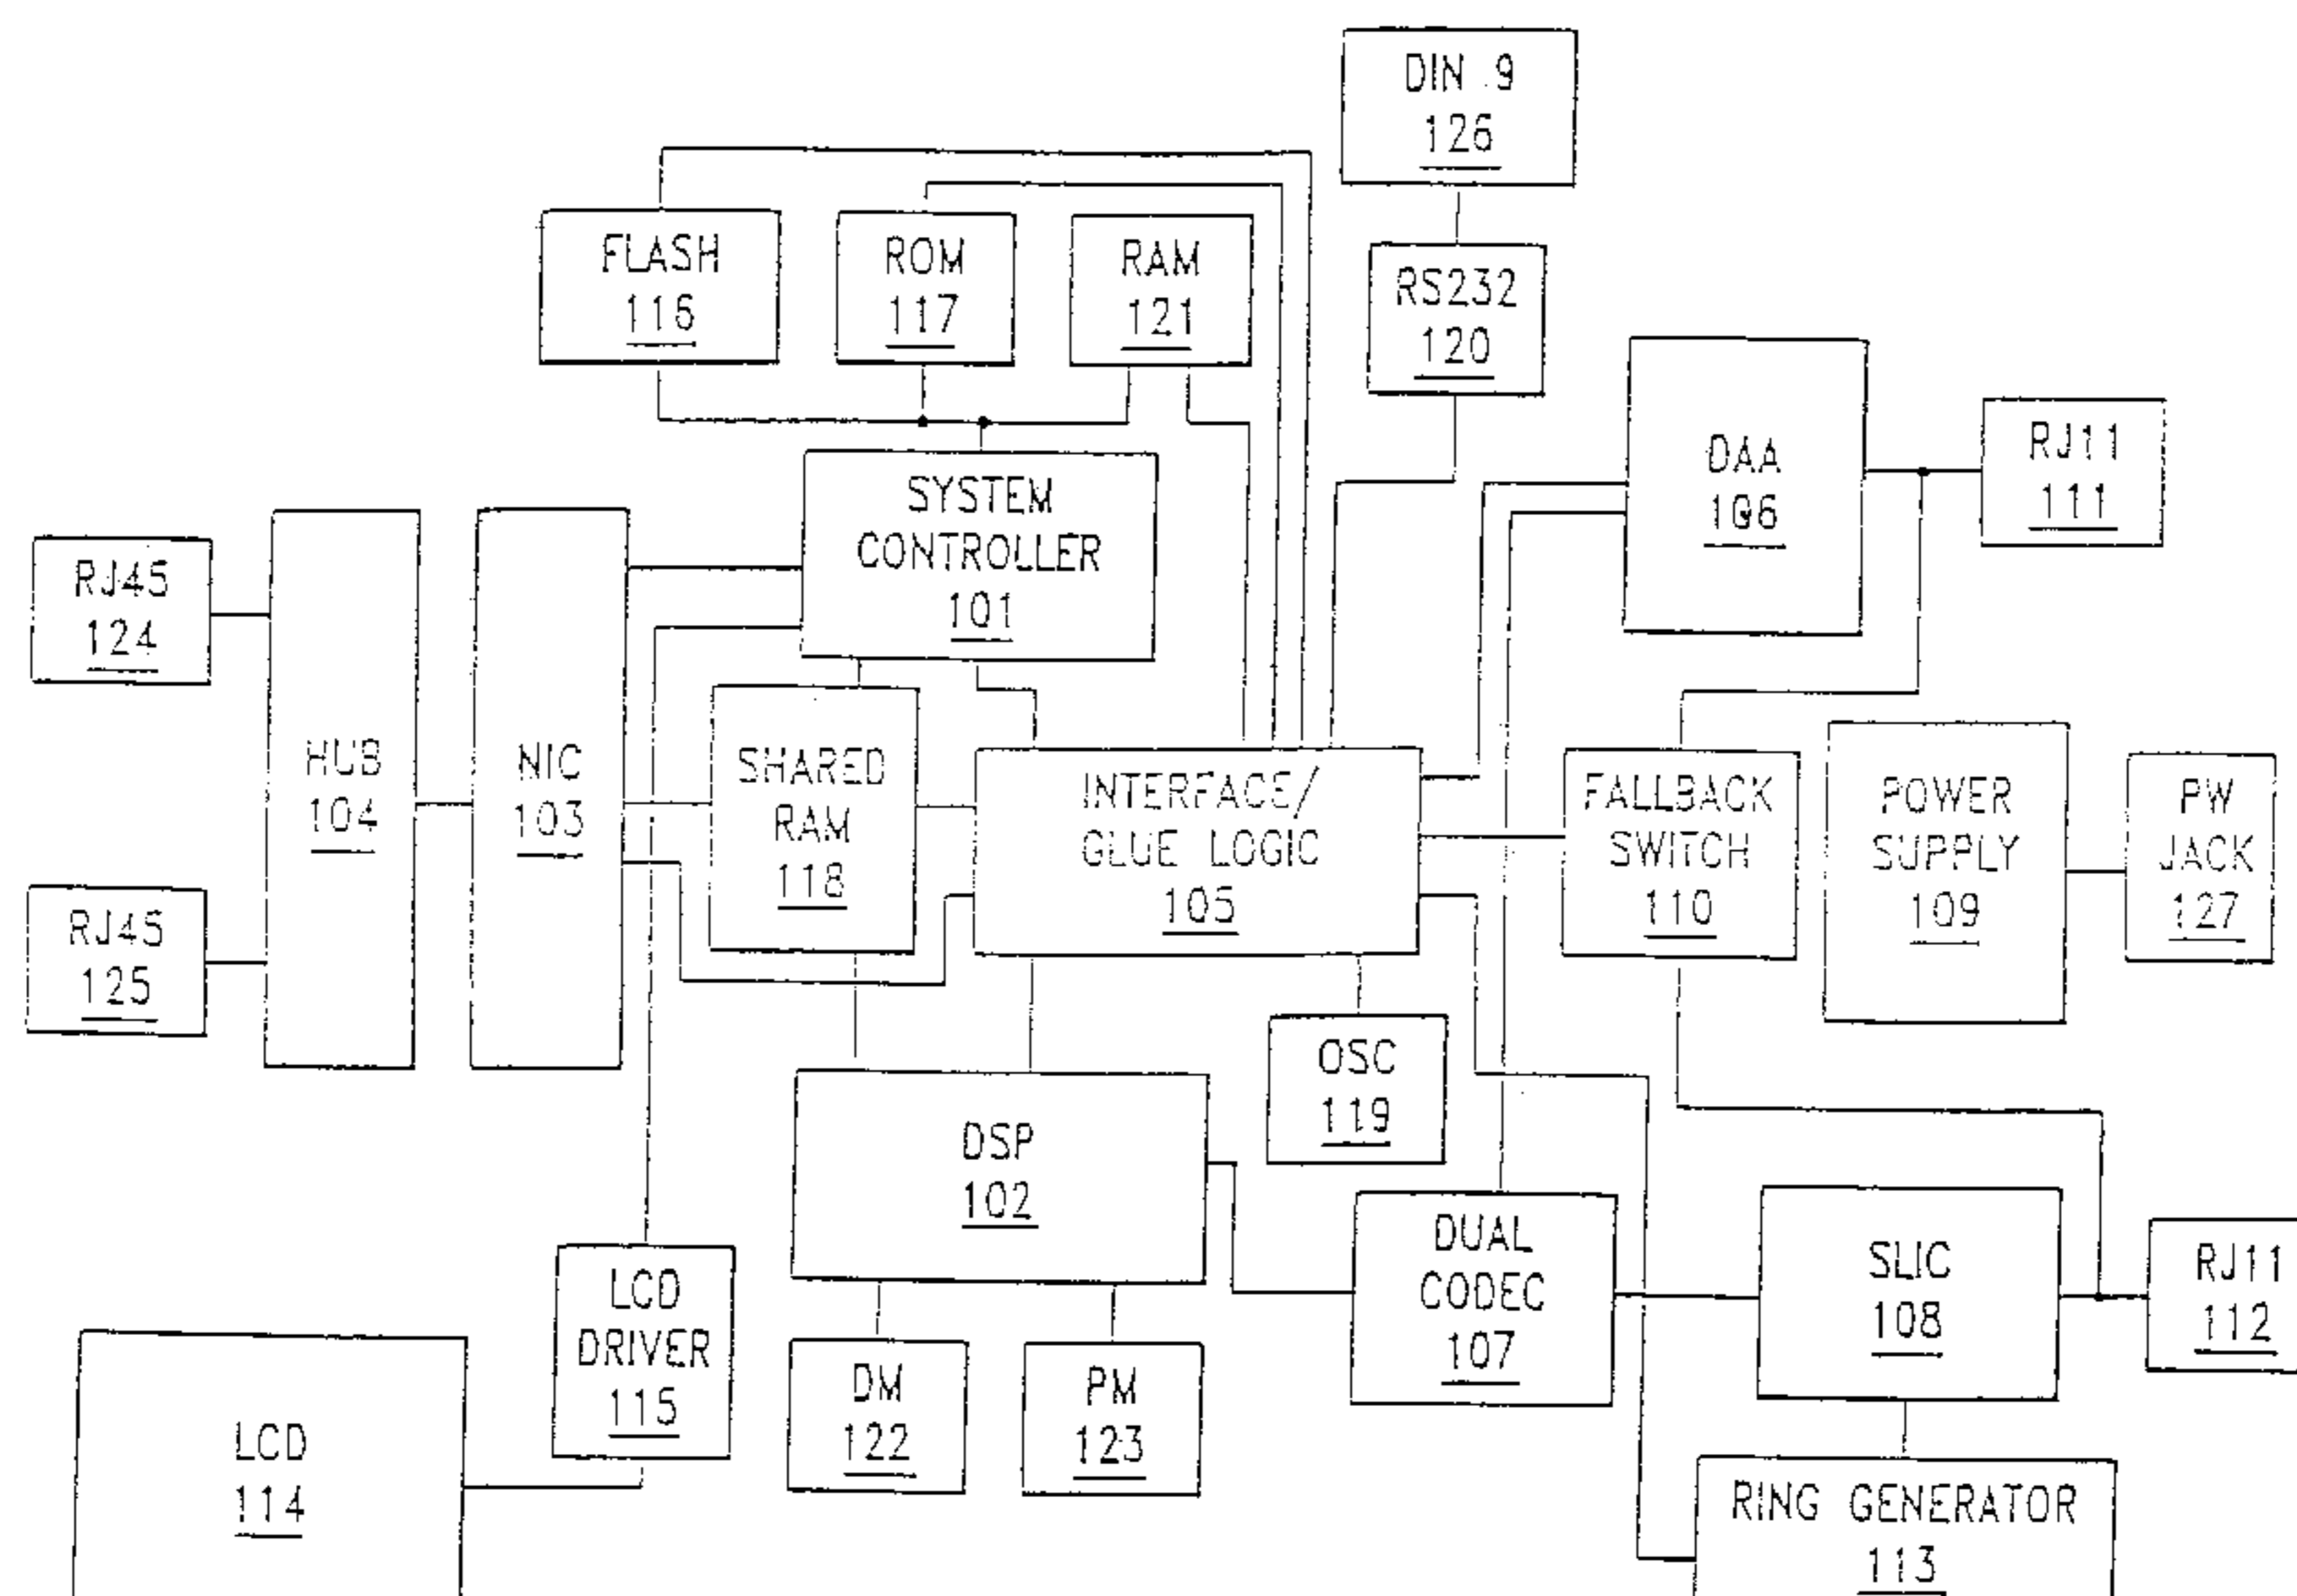 DIN 9
126
FLASH
116
ROM
117
RAM
121
RS232
120
DAA
106
RJ11
111
SYSTEM
CONTROLLER
101
RJ45
124
HUB
104
NIC
103
SHARED
RAM
118
INTERFACE/
GLUE LOGIC
105
FALLBACK
SWITCH
110
POWER
SUPPLY
109
PW
JACK
127
RJ45
125
OSC
119
DSP
102
DUAL
CODEC
107
SLIC
108
RJ11
112
LCD
DRIVER
115
DM
122
PM
123
LCD
114
RING GENERATOR
113